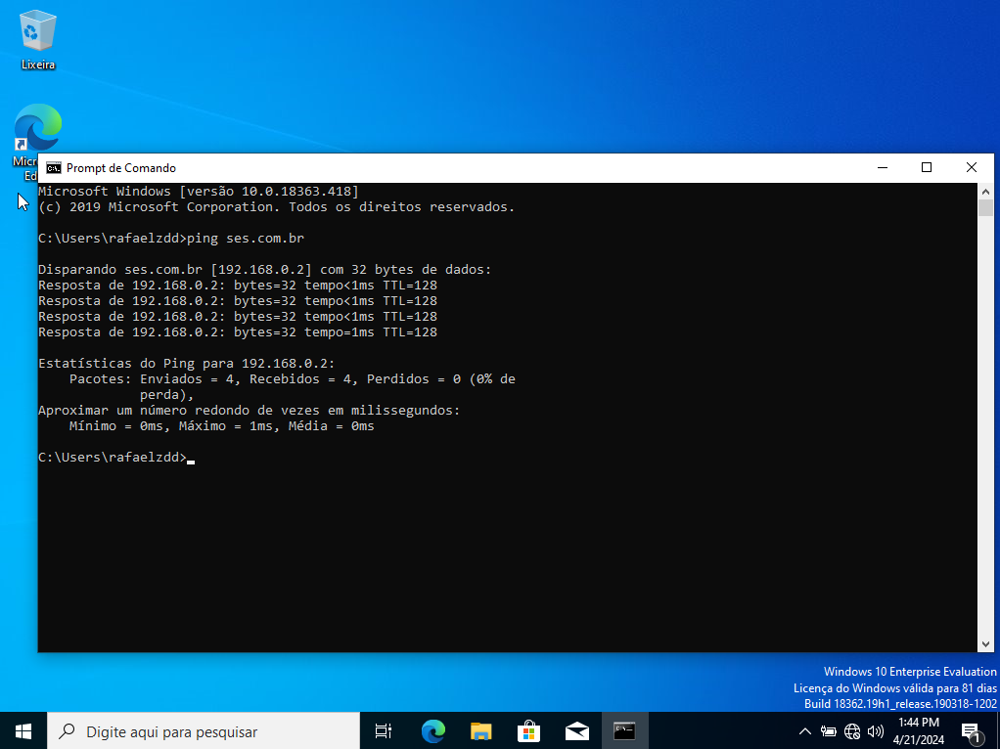 Lixeira
Micr
Ed
Prompt de Comando
Microsoft Windows [versão 10.0.18363.418]
(c) 2019 Microsoft Corporation. Todos os direitos reservados.
C:\Users\rafaelzdd>ping ses.com.br
Disparando ses.com.br [192.168.0.2] com 32 bytes de dados:
Resposta de 192.168.0.2: bytes=32 tempo<1ms TTL=128
Resposta de 192.168.0.2: bytes=32 tempo<1ms TTL=128
Resposta de 192.168.0.2: bytes=32 tempo<1ms TTL=128
Resposta de 192.168.0.2: bytes=32 tempo=1ms TTL=128
Estatísticas do Ping para 192.168.0.2:
Pacotes: Enviados = 4, Recebidos = 4, Perdidos = 0 (0% de
perda),
Aproximar um número redondo de vezes em milissegundos:
Mínimo = 0ms, Máximo = 1ms, Média = 0ms
C:\Users\rafaelzdd>
Windows 10 Enterprise Evaluation
Licença do Windows válida para 81 dias
Build 18362.19h1_release.190318-1202
Digite aqui para pesquisar
1:44 PM
4/21/2024
1